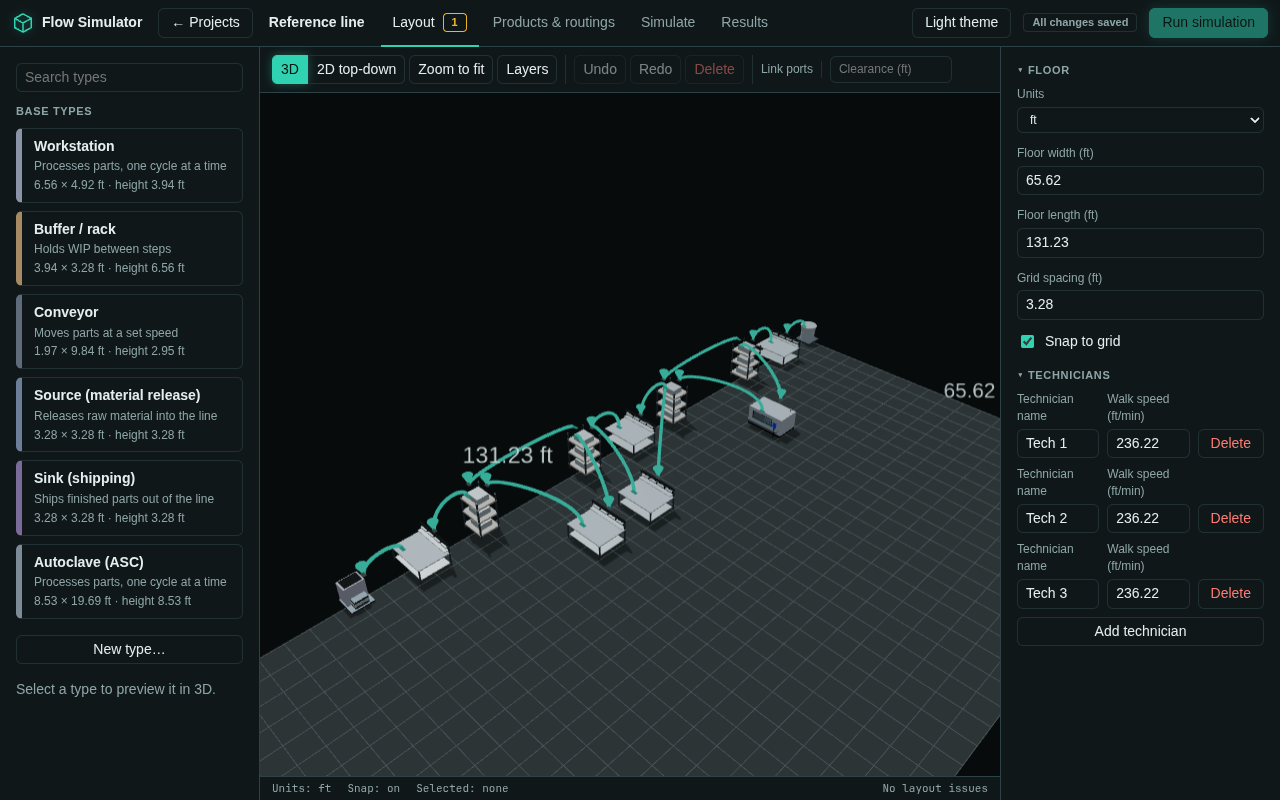 Flow Simulator
← Projects
Reference line
Layout 1
Products & routings
Simulate
Results
Light theme
All changes saved
Run simulation
Search types
BASE TYPES
Workstation
Processes parts, one cycle at a time
6.56 × 4.92 ft · height 3.94 ft
Buffer / rack
Holds WIP between steps
3.94 × 3.28 ft · height 6.56 ft
Conveyor
Moves parts at a set speed
1.97 × 9.84 ft · height 2.95 ft
Source (material release)
Releases raw material into the line
3.28 × 3.28 ft · height 3.28 ft
Sink (shipping)
Ships finished parts out of the line
3.28 × 3.28 ft · height 3.28 ft
Autoclave (ASC)
Processes parts, one cycle at a time
8.53 × 19.69 ft · height 8.53 ft
New type…
Select a type to preview it in 3D.
3D
2D top-down
Zoom to fit
Layers
Undo
Redo
Delete
Link ports
Clearance (ft)
131.23 ft
65.62
Units: ft
Snap: on
Selected: none
No layout issues
▾ FLOOR
Units
ft
Floor width (ft)
65.62
Floor length (ft)
131.23
Grid spacing (ft)
3.28
Snap to grid
▾ TECHNICIANS
Technician name
Walk speed (ft/min)
Tech 1
236.22
Delete
Technician name
Walk speed (ft/min)
Tech 2
236.22
Delete
Technician name
Walk speed (ft/min)
Tech 3
236.22
Delete
Add technician